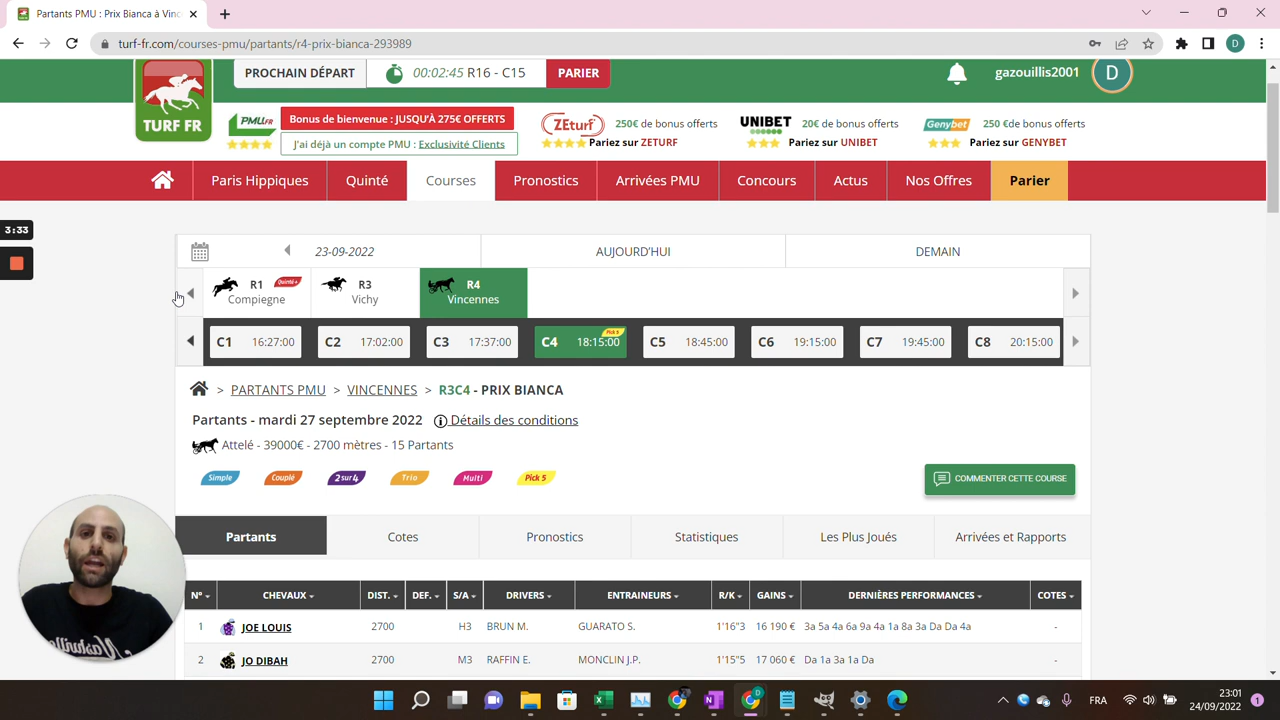 Partants PMU : Prix Bianca à Vinc
turf-fr.com/courses-pmu/partants/r4-prix-bianca-293989
D
PROCHAIN DÉPART 00:02:45 R16 - C15 PARIER
gazouillis2001 D
TURF FR
PMU.FR Bonus de bienvenue : JUSQU'À 275€ OFFERTS
J'ai déjà un compte PMU : Exclusivité Clients
ZEturf 250€ de bonus offerts
Pariez sur ZETURF
UNIBET 20€ de bonus offerts
Pariez sur UNIBET
Genybet 250 €de bonus offerts
Pariez sur GENYBET
Paris Hippiques Quinté Courses Pronostics Arrivées PMU Concours Actus Nos Offres Parier
3:33
23-09-2022 AUJOURD'HUI DEMAIN
R1 Quinté+ R3 R4
Compiegne Vichy Vincennes
C1 16:27:00 C2 17:02:00 C3 17:37:00 C4 18:15:00 Pick 5 C5 18:45:00 C6 19:15:00 C7 19:45:00 C8 20:15:00
> PARTANTS PMU > VINCENNES > R3C4 - PRIX BIANCA
Partants - mardi 27 septembre 2022 Détails des conditions
Attelé - 39000€ - 2700 mètres - 15 Partants
Simple Couplé 2sur4 Trio Multi Pick 5
COMMENTER CETTE COURSE
Partants Cotes Pronostics Statistiques Les Plus Joués Arrivées et Rapports
N° CHEVAUX DIST. DEF. S/A DRIVERS ENTRAINEURS R/K GAINS DERNIÈRES PERFORMANCES COTES
1 JOE LOUIS 2700 H3 BRUN M. GUARATO S. 1'16"3 16 190 € 3a 5a 4a 6a 9a 4a 1a 8a 3a Da Da 4a -
2 JO DIBAH 2700 M3 RAFFIN E. MONCLIN J.P. 1'15"5 17 060 € Da 1a 3a 1a Da -
Nashville
FRA
23:01
24/09/2022
1